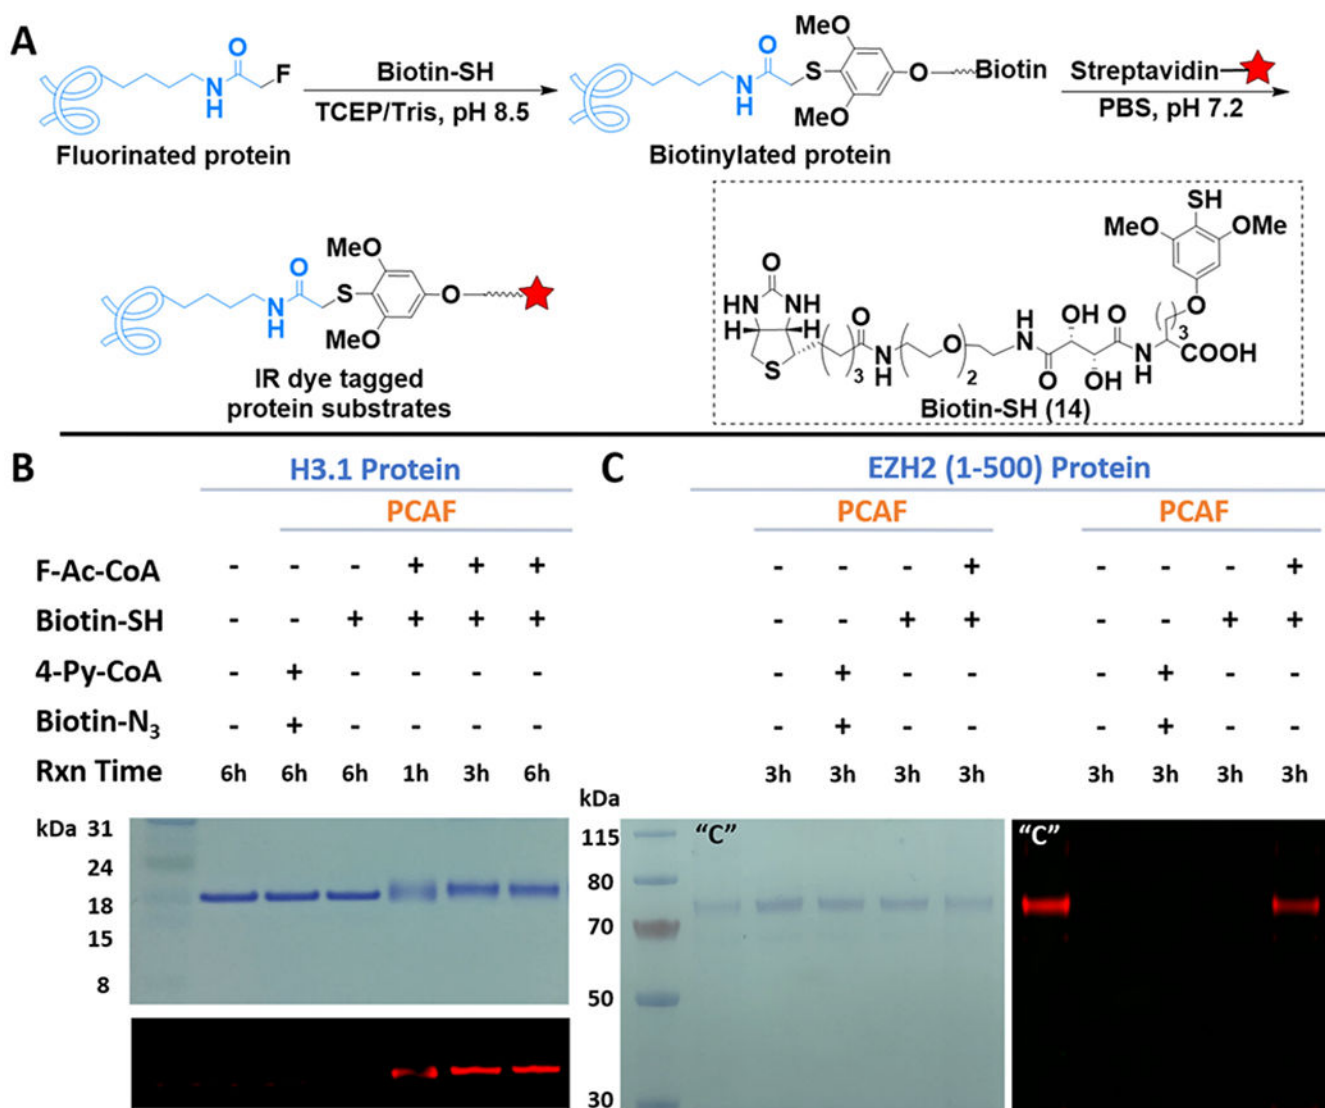 A
O
N
H
F
Biotin-SH
TCEP/Tris, pH 8.5
Fluorinated protein
MeO
O
N
H
S
O
Biotin
MeO
Biotinylated protein
Streptavidin
PBS, pH 7.2
MeO
O
N
H
S
O
MeO
IR dye tagged
protein substrates
SH
MeO
OMe
O
O
HN
NH
H
H
S
3
O
N
H
O
2
H
N
O
OH
OH
O
N
H
3
COOH
Biotin-SH (14)
B
H3.1 Protein
PCAF
F-Ac-CoA - - - + + +
Biotin-SH - - + + + +
4-Py-CoA - + - - - -
Biotin-N3 - + - - - -
Rxn Time 6h 6h 6h 1h 3h 6h
kDa 31
24
18
15
8
C
EZH2 (1-500) Protein
PCAF PCAF
- - - + - - - +
- - + + - - + +
- + - - - + - -
- + - - - + - -
3h 3h 3h 3h 3h 3h 3h 3h
kDa
115
80
70
50
30
“C” “C”